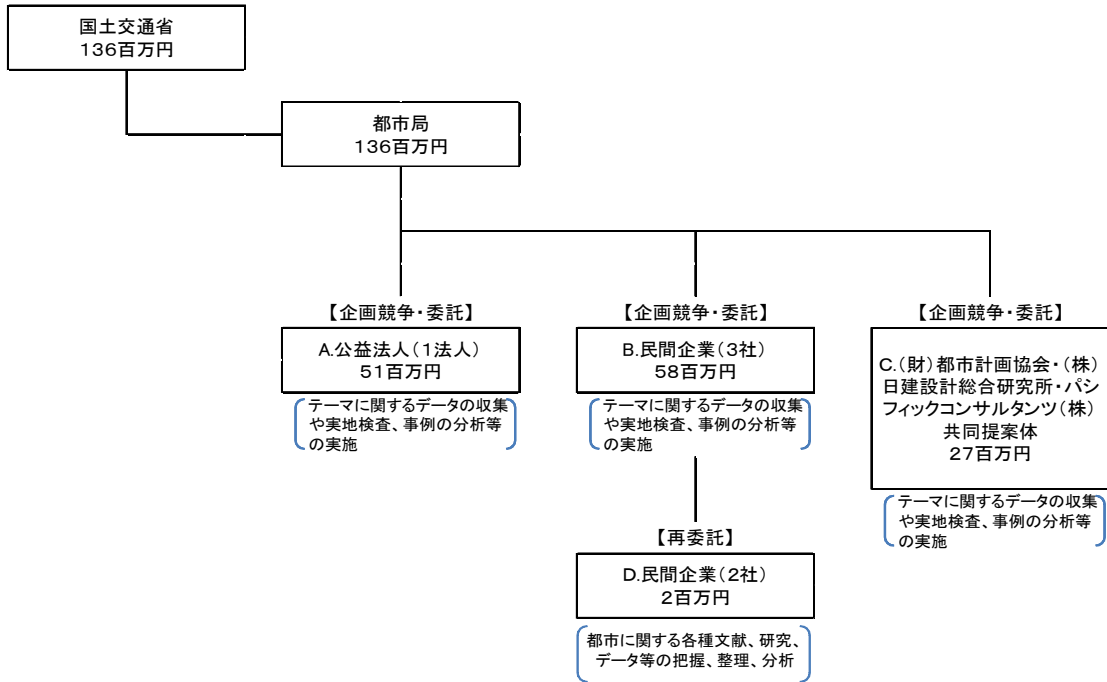 国土交通省
136百万円
都市局
136百万円
【企画競争・委託】
A.公益法人（1法人）
51百万円
テーマに関するデータの収集
や実地検査、事例の分析等
の実施
【企画競争・委託】
B.民間企業（3社）
58百万円
テーマに関するデータの収集
や実地検査、事例の分析等
の実施
【再委託】
D.民間企業（2社）
2百万円
都市に関する各種文献、研究、
データ等の把握、整理、分析
【企画競争・委託】
C.（財）都市計画協会・（株）
日建設計総合研究所・パシ
フィックコンサルタンツ（株）
共同提案体
27百万円
テーマに関するデータの収集
や実地検査、事例の分析等
の実施